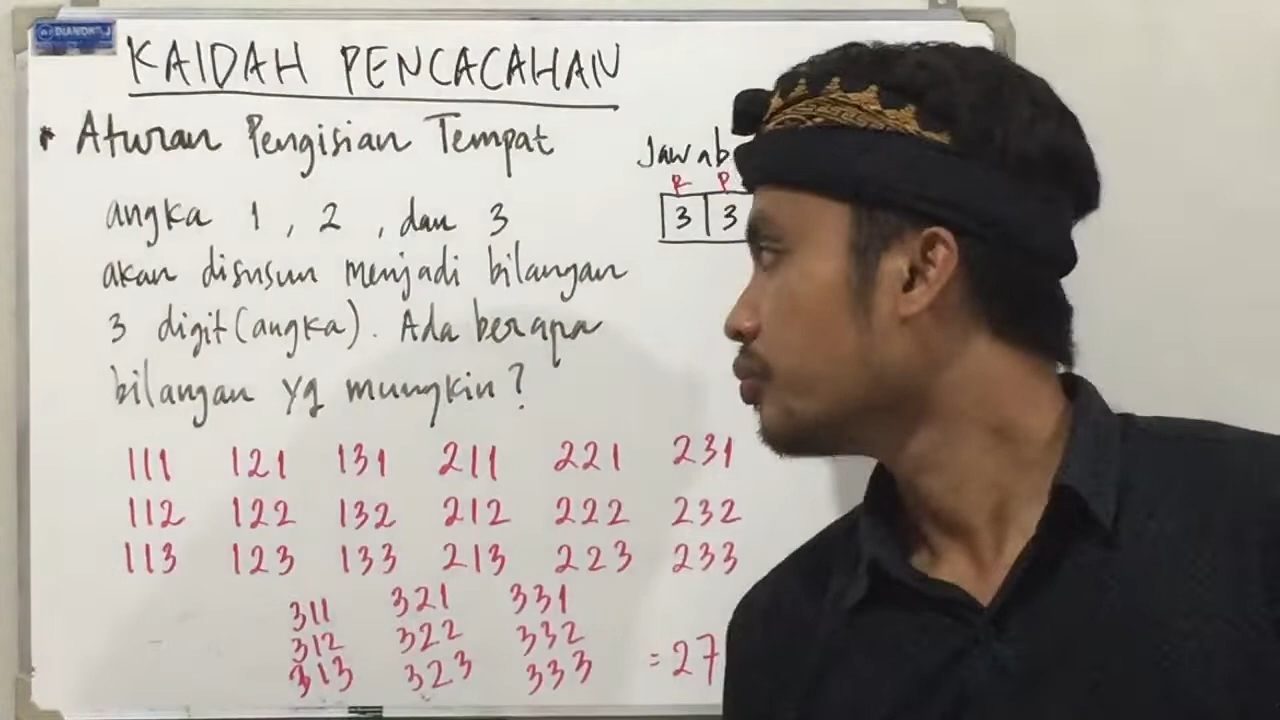 KAIDAH PENCACAHAN
Aturan Pengisian Tempat
angka 1, 2, dan 3
akan disusun menjadi bilangan
3 digit (angka). Ada berapa
bilangan yg mungkin?
Jawab
R P
3 3
111 121 131 211 221 231
112 122 132 212 222 232
113 123 133 213 223 233
311 321 331
312 322 332
313 323 333
= 27